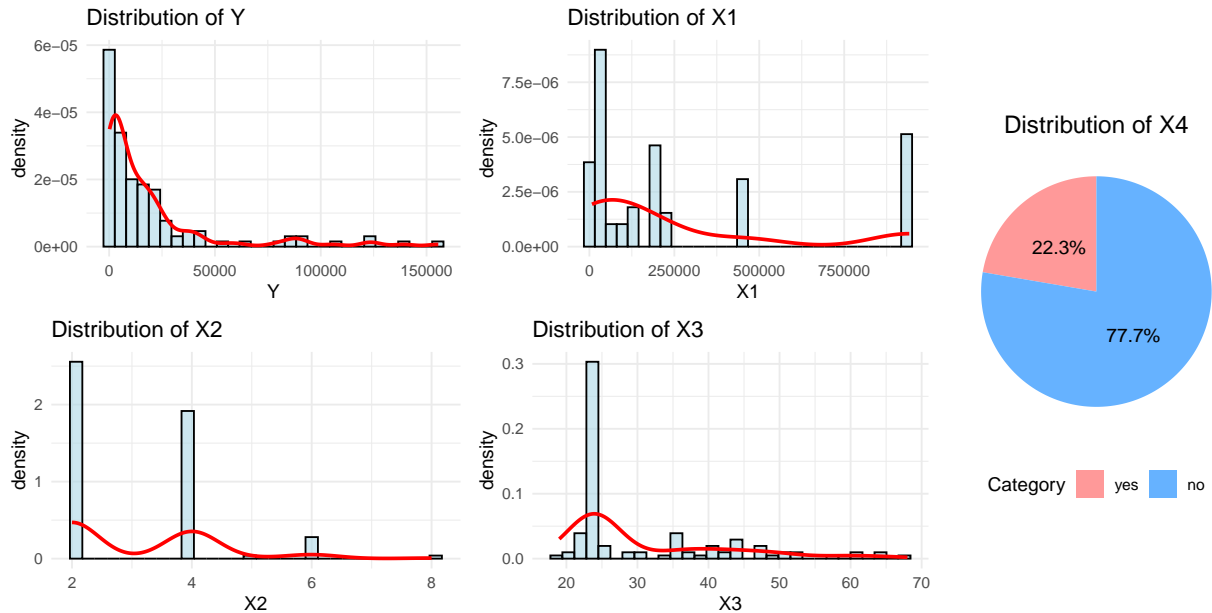 Distribution of Y
6e−05
4e−05
2e−05
0e+00
density
0 50000 100000 150000
Y
Distribution of X1
7.5e−06
5.0e−06
2.5e−06
0.0e+00
density
0 250000 500000 750000
X1
Distribution of X2
2
1
0
density
2 4 6 8
X2
Distribution of X3
0.3
0.2
0.1
0.0
density
20 30 40 50 60 70
X3
Distribution of X4
22.3%
77.7%
Category yes no